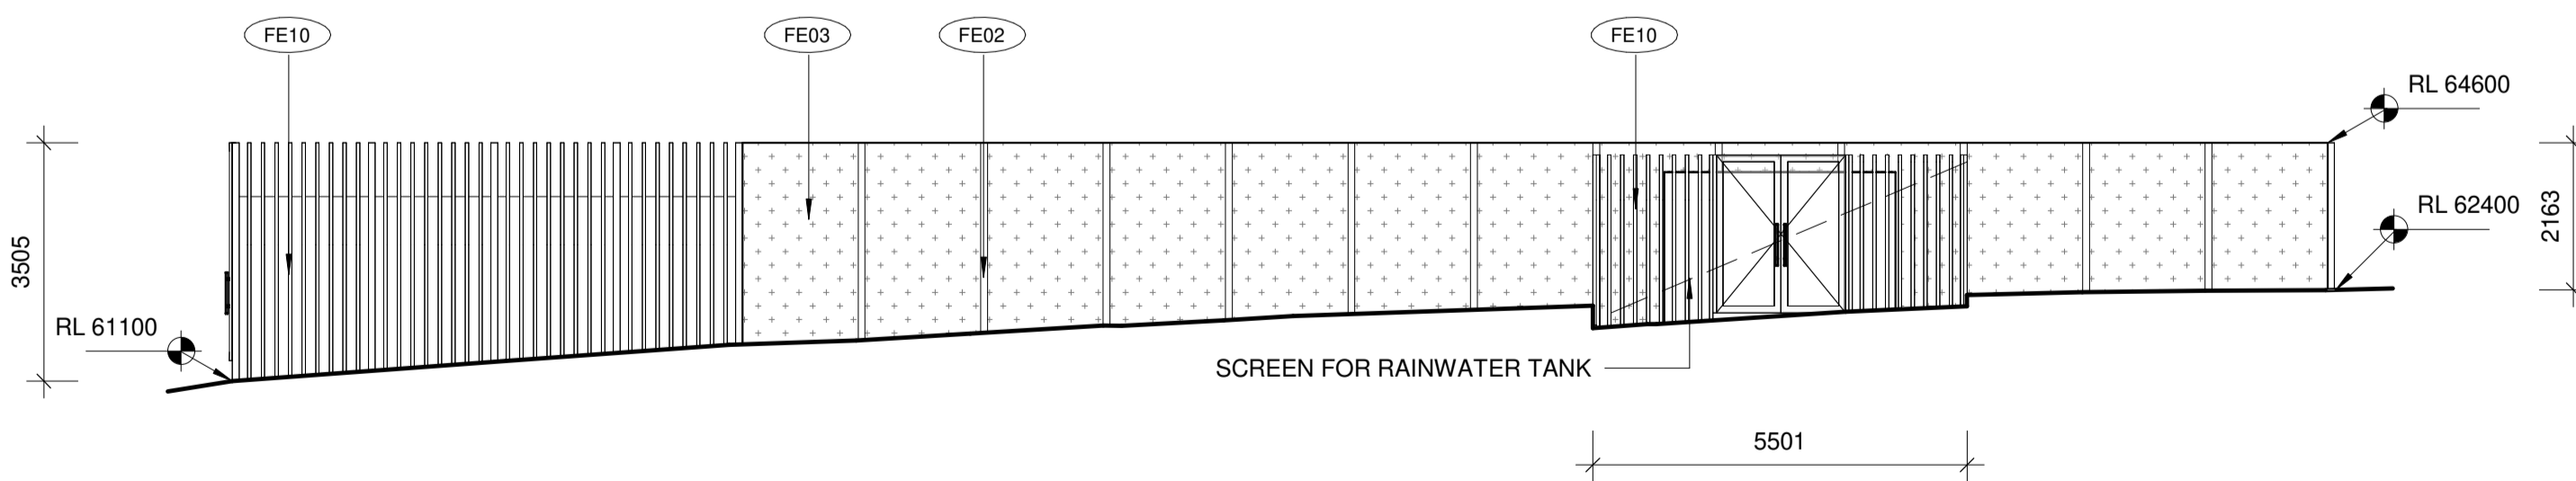 FE10
FE03
FE02
FE10
RL 64600
RL 62400
2163
3505
RL 61100
SCREEN FOR RAINWATER TANK
5501